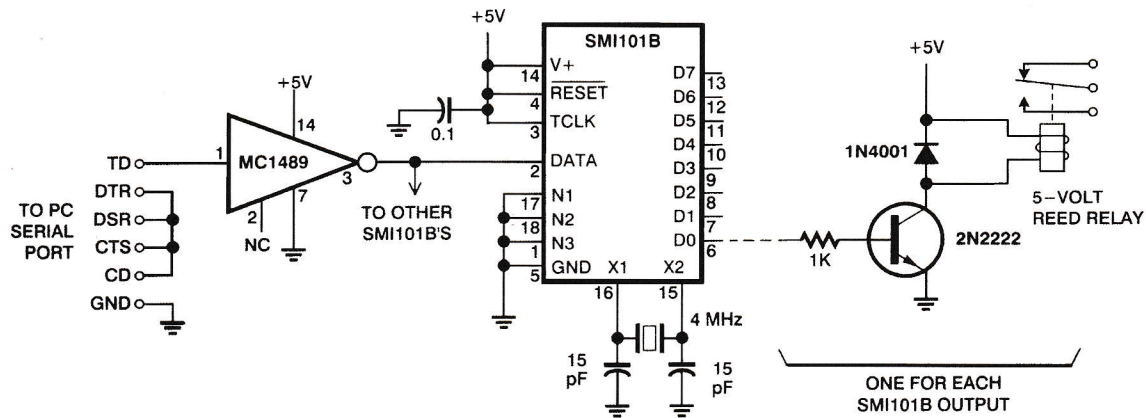 +5V
+5V
14
1
MC1489
3
2
7
NC
TD
DTR
DSR
CTS
CD
GND
TO PC
SERIAL
PORT
TO OTHER
SMI101B'S
0.1
SMI101B
V+
14
RESET
4
TCLK
3
DATA
2
N1
17
N2
18
N3
1
GND
5
X1
16
X2
15
D7
13
D6
12
D5
11
D4
10
D3
9
D2
8
D1
7
D0
6
4 MHz
15
pF
15
pF
+5V
1N4001
5-VOLT
REED RELAY
1K
2N2222
ONE FOR EACH
SMI101B OUTPUT